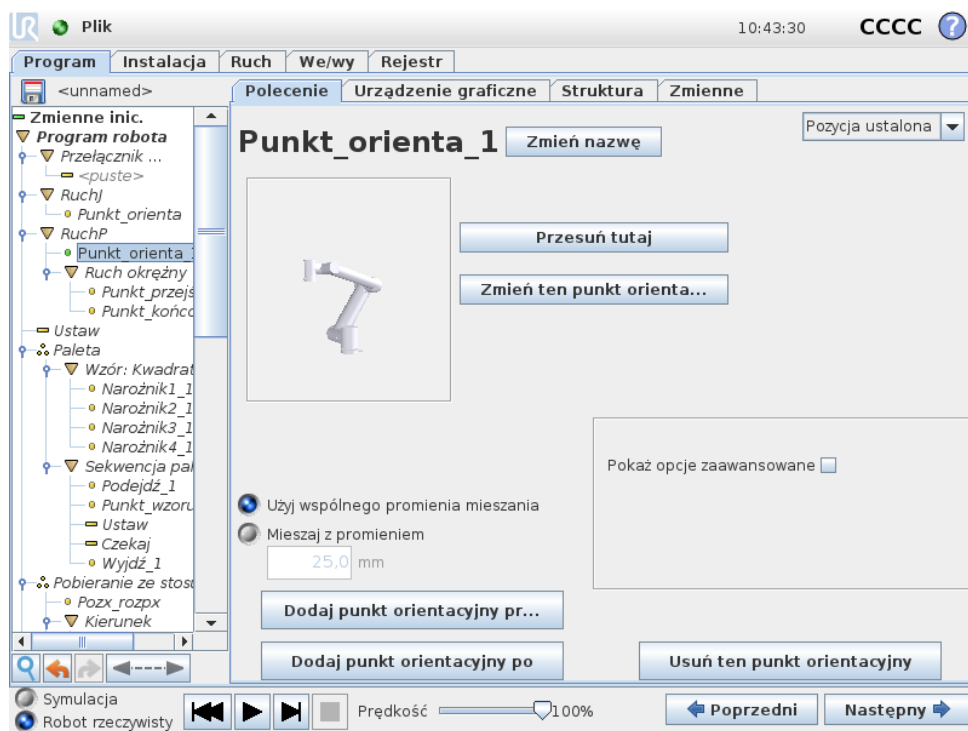 UR Plik 10:43:30 CCCC ?
Program Instalacja Ruch We/wy Rejestr
<unnamed>
Polecenie Urządzenie graficzne Struktura Zmienne
Zmienne inic.
Program robota
Przełącznik ...
<puste>
RuchJ
Punkt_orienta
RuchP
Punkt_orienta_1
Ruch okrężny
Punkt_przejś
Punkt_końco
Ustaw
Paleta
Wzór: Kwadrat
Narożnik1_1
Narożnik2_1
Narożnik3_1
Narożnik4_1
Sekwencja pal
Podejdź_1
Punkt_wzoru
Ustaw
Czekaj
Wyjdź_1
Pobieranie ze stosu
Pozx_rozpx
Kierunek
Punkt_orienta_1 Zmień nazwę
Pozycja ustalona
Przesuń tutaj
Zmień ten punkt orienta...
Pokaż opcje zaawansowane
Użyj wspólnego promienia mieszania
Mieszaj z promieniem
25,0 mm
Dodaj punkt orientacyjny pr...
Dodaj punkt orientacyjny po
Usuń ten punkt orientacyjny
Symulacja
Robot rzeczywisty
Prędkość 100%
Poprzedni Następny